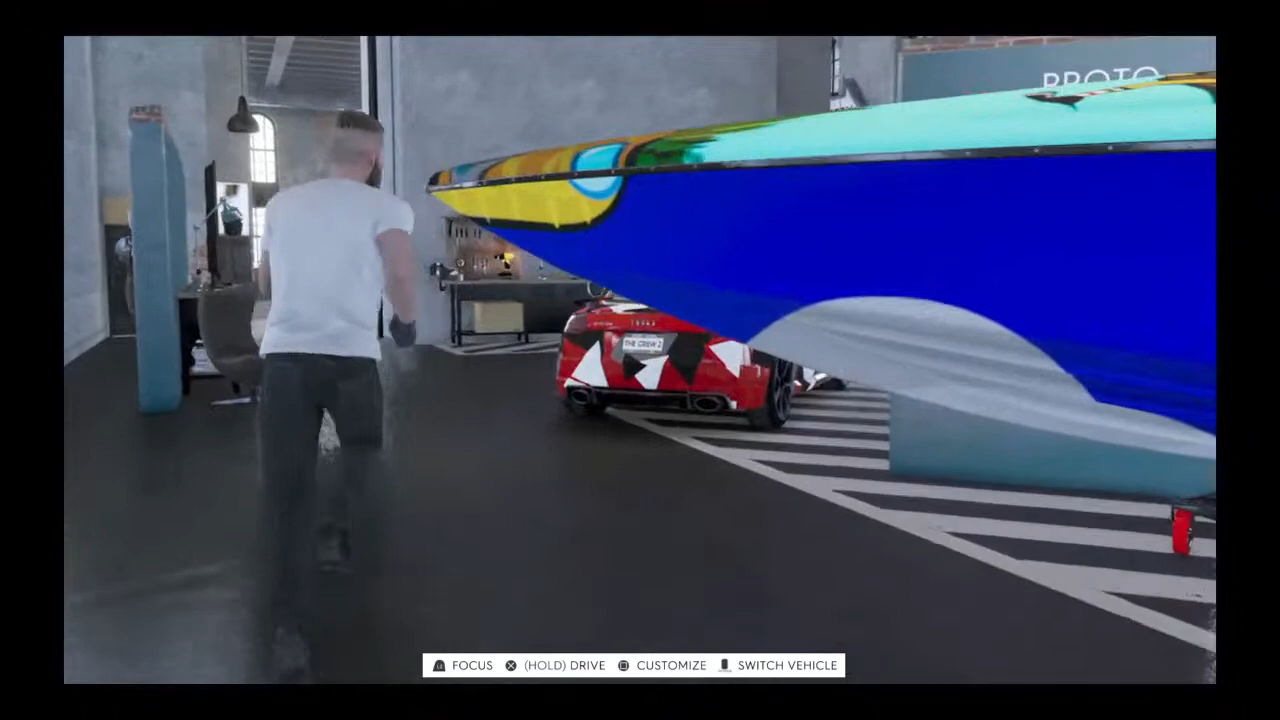 PROTO
THE CREW 2
FOCUS (HOLD) DRIVE CUSTOMIZE SWITCH VEHICLE